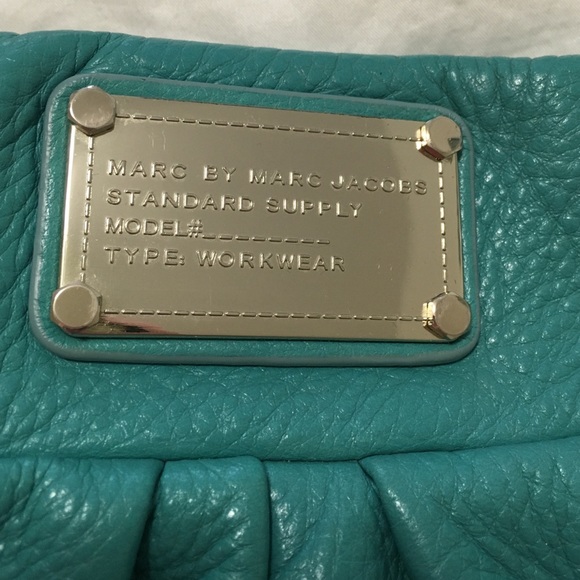 MARC BY MARC JACOBS
STANDARD SUPPLY
MODEL#_________
TYPE: WORKWEAR